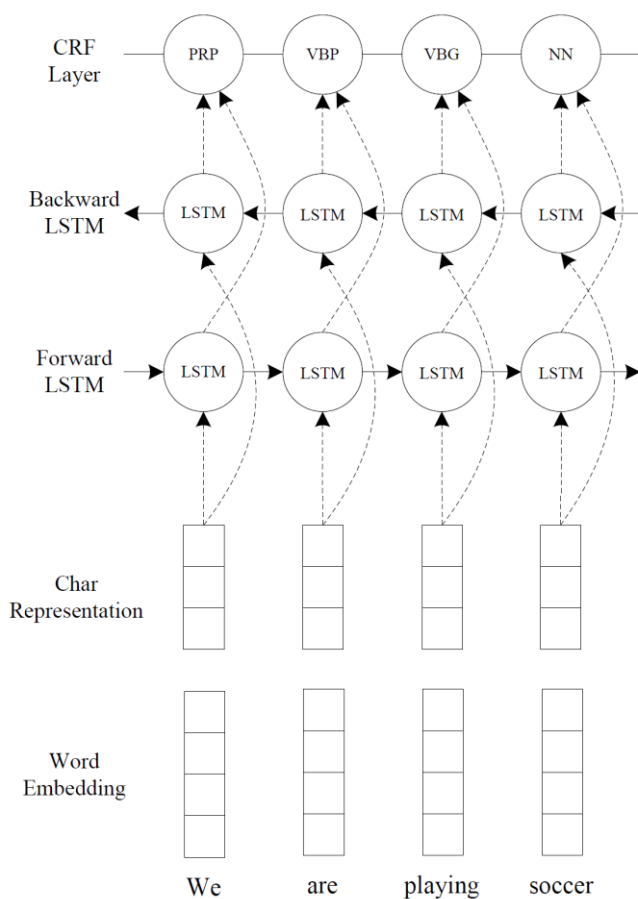 CRF
Layer
PRP VBP VBG NN
Backward
LSTM
LSTM LSTM LSTM LSTM
Forward
LSTM
LSTM LSTM LSTM LSTM
Char
Representation
Word
Embedding
We are playing soccer